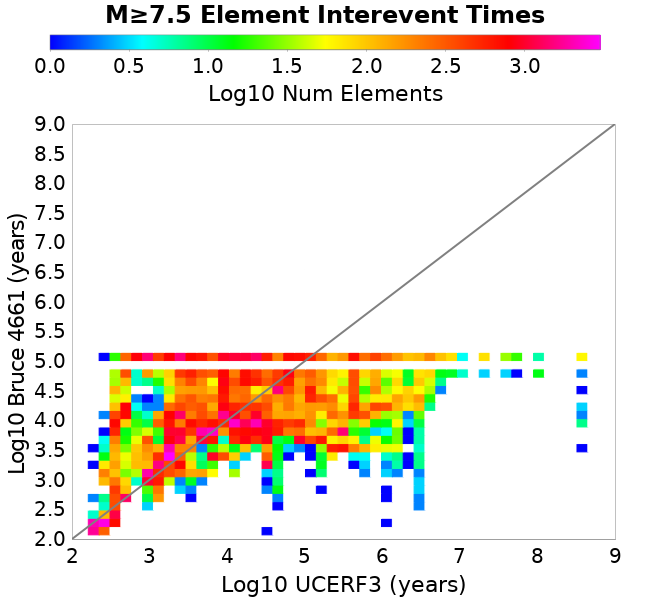 M≥7.5 Element Interevent Times
0.0 0.5 1.0 1.5 2.0 2.5 3.0
Log10 Num Elements
9.0
8.5
8.0
7.5
7.0
6.5
6.0
5.5
5.0
4.5
4.0
3.5
3.0
2.5
2.0
Log10 Bruce 4661 (years)
2 3 4 5 6 7 8 9
Log10 UCERF3 (years)